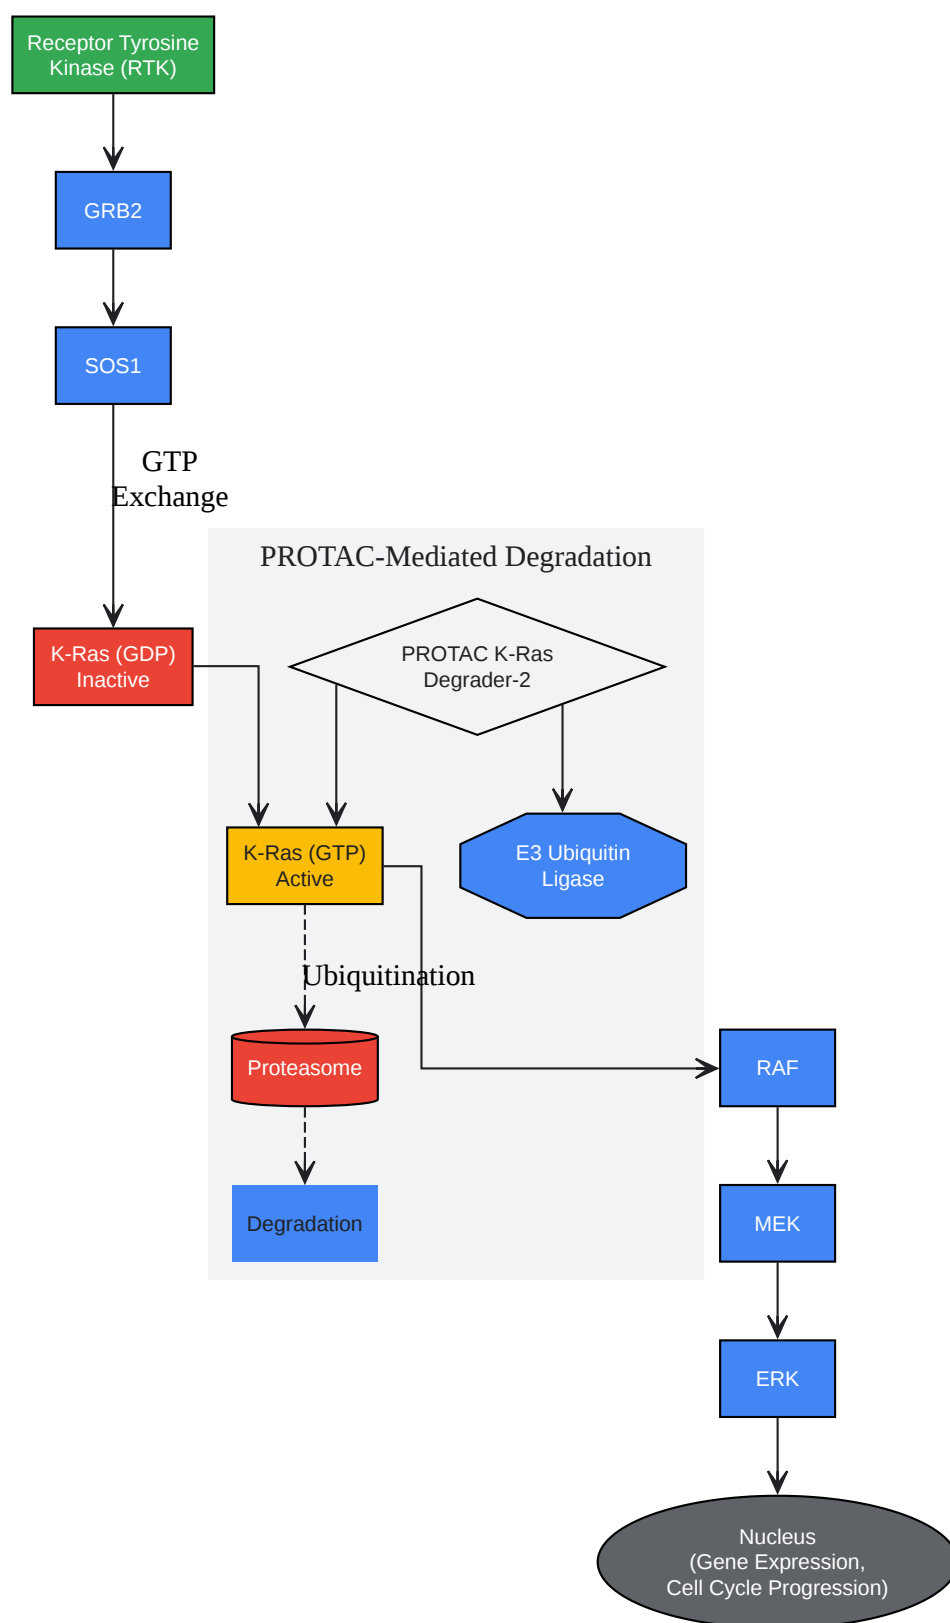 Receptor Tyrosine
Kinase (RTK)
GRB2
SOS1
GTP
Exchange
PROTAC-Mediated Degradation
K-Ras (GDP)
Inactive
PROTAC K-Ras
Degrader-2
K-Ras (GTP)
Active
E3 Ubiquitin
Ligase
Ubiquitination
Proteasome
RAF
Degradation
MEK
ERK
Nucleus
(Gene Expression,
Cell Cycle Progression)